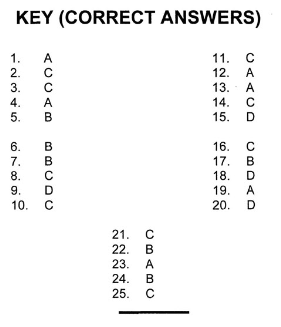 KEY (CORRECT ANSWERS)
1. A
2. C
3. C
4. A
5. B
6. B
7. B
8. C
9. D
10. C
11. C
12. A
13. A
14. C
15. D
16. C
17. B
18. D
19. A
20. D
21. C
22. B
23. A
24. B
25. C